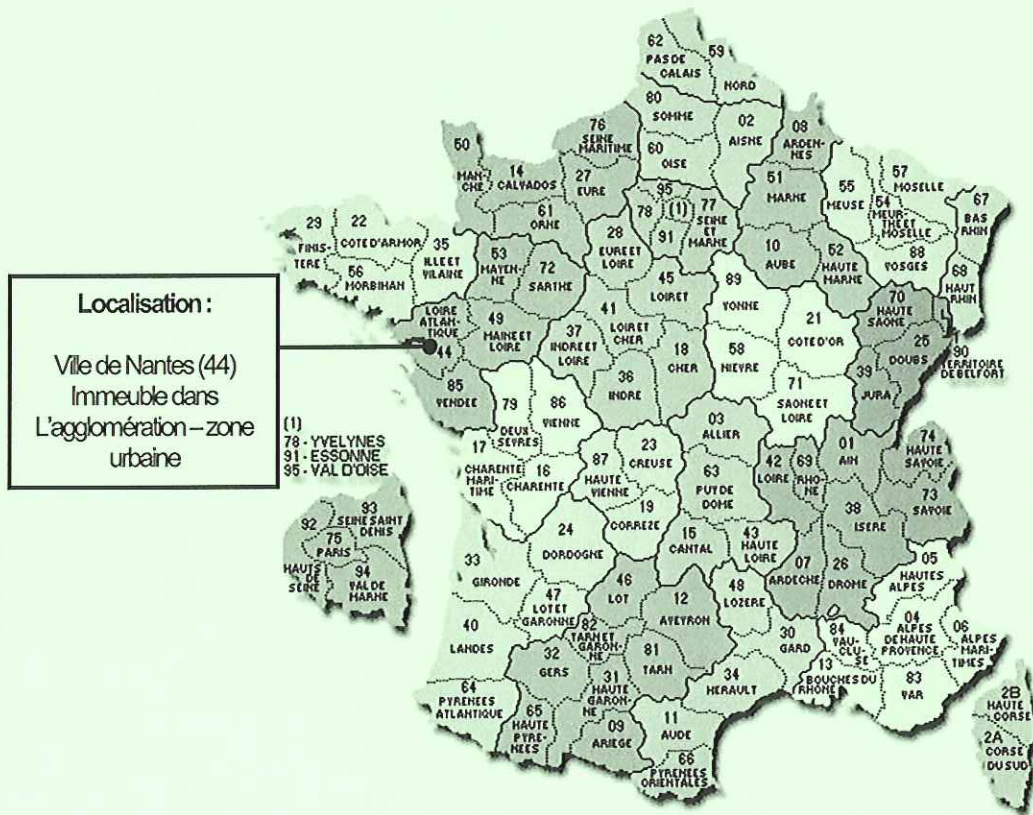 62
PAS DE
CALAIS
59
NORD
80
SOMME
02
AISNE
60
OISE
76
SEINE
MARITIME
08
ARDEN-
NES
50
MAN-
CHE
14
CALVADOS
27
EURE
61
ORNE
95
78
(1)
91
77
SEINE
ET
MARNE
51
MARNE
55
MEUSE
57
MOSELLE
54
MEUR-
THE ET
MOSELLE
67
BAS
RHIN
88
VOSGES
68
HAUT
RHIN
10
AUBE
52
HAUTE
MARNE
29
FINIS-
TERE
22
COTE D'ARMOR
35
ILLE ET
VILAINE
56
MORBIHAN
53
MAYEN-
NE
72
SARTHE
28
EURE ET
LOIRE
45
LOIRET
89
YONNE
70
HAUTE
SAONE
Localisation :
Ville de Nantes (44)
Immeuble dans
L'agglomération – zone
urbaine
LOIRE
ATLAN-
TIQUE
44
49
MAINE ET
LOIRE
37
INDRE ET
LOIRE
41
LOIR ET
CHER
18
CHER
58
NIEVRE
21
COTE D'OR
25
DOUBS
90
TERRITOIRE
DE BELFORT
39
JURA
85
VENDEE
79
DEUX
SEVRES
86
VIENNE
36
INDRE
71
SAONE ET
LOIRE
03
ALLIER
(1)
78 - YVELYNES
91 - ESSONNE
95 - VAL D'OISE
17
CHARENTE
MARI-
TIME
16
CHARENTE
87
HAUTE
VIENNE
23
CREUSE
63
PUY DE
DOME
42
LOIRE
69
RHONE
01
AIN
74
HAUTE
SAVOIE
73
SAVOIE
38
ISERE
93
SEINE SAINT
DENIS
92
HAUTS
DE
SEINE
75
PARIS
94
VAL DE
MARNE
19
CORREZE
24
DORDOGNE
15
CANTAL
43
HAUTE
LOIRE
07
ARDECHE
26
DROME
05
HAUTES
ALPES
33
GIRONDE
47
LOT ET
GARONNE
46
LOT
12
AVEYRON
48
LOZERE
30
GARD
84
VAU-
CLU-
SE
04
ALPES
DE HAUTE
PROVENCE
06
ALPES
MARI-
TIMES
40
LANDES
82
TARN ET
GARON-
NE
32
GERS
81
TARN
31
HAUTE
GARON-
NE
34
HERAULT
13
BOUCHES DU
RHÔNE
83
VAR
64
PYRENEES
ATLANTIQUE
65
HAUTE
PYRE-
NEES
09
ARIEGE
11
AUDE
66
PYRENEES
ORIENTALES
2B
HAUTE
CORSE
2A
CORSE
DU SUD